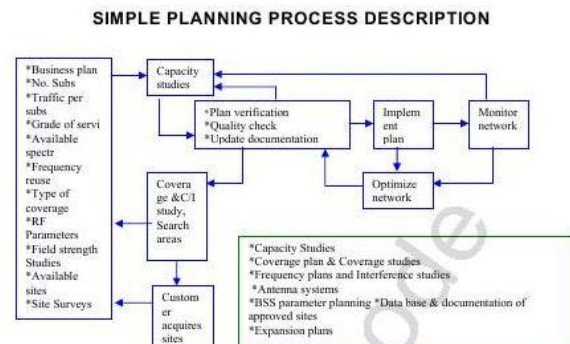 SIMPLE PLANNING PROCESS DESCRIPTION
*Business plan
*No. Subs
*Traffic per
subs
*Grade of servi
*Available
spectr
*Frequency
reuse
*Type of
coverage
*RF
Parameters
*Field strength
Studies
*Available
sites
*Site Surveys
Capacity
studies
*Plan verification
*Quality check
*Update documentation
Implem
ent
plan
Monitor
network
Optimize
network
Covera
ge &C/I
study,
Search
areas
Custom
er
acquires
sites
*Capacity Studies
*Coverage plan & Coverage studies
*Frequency plans and Interference studies
*Antenna systems
*BSS parameter planning *Data base & documentation of
approved sites
*Expansion plans
ode